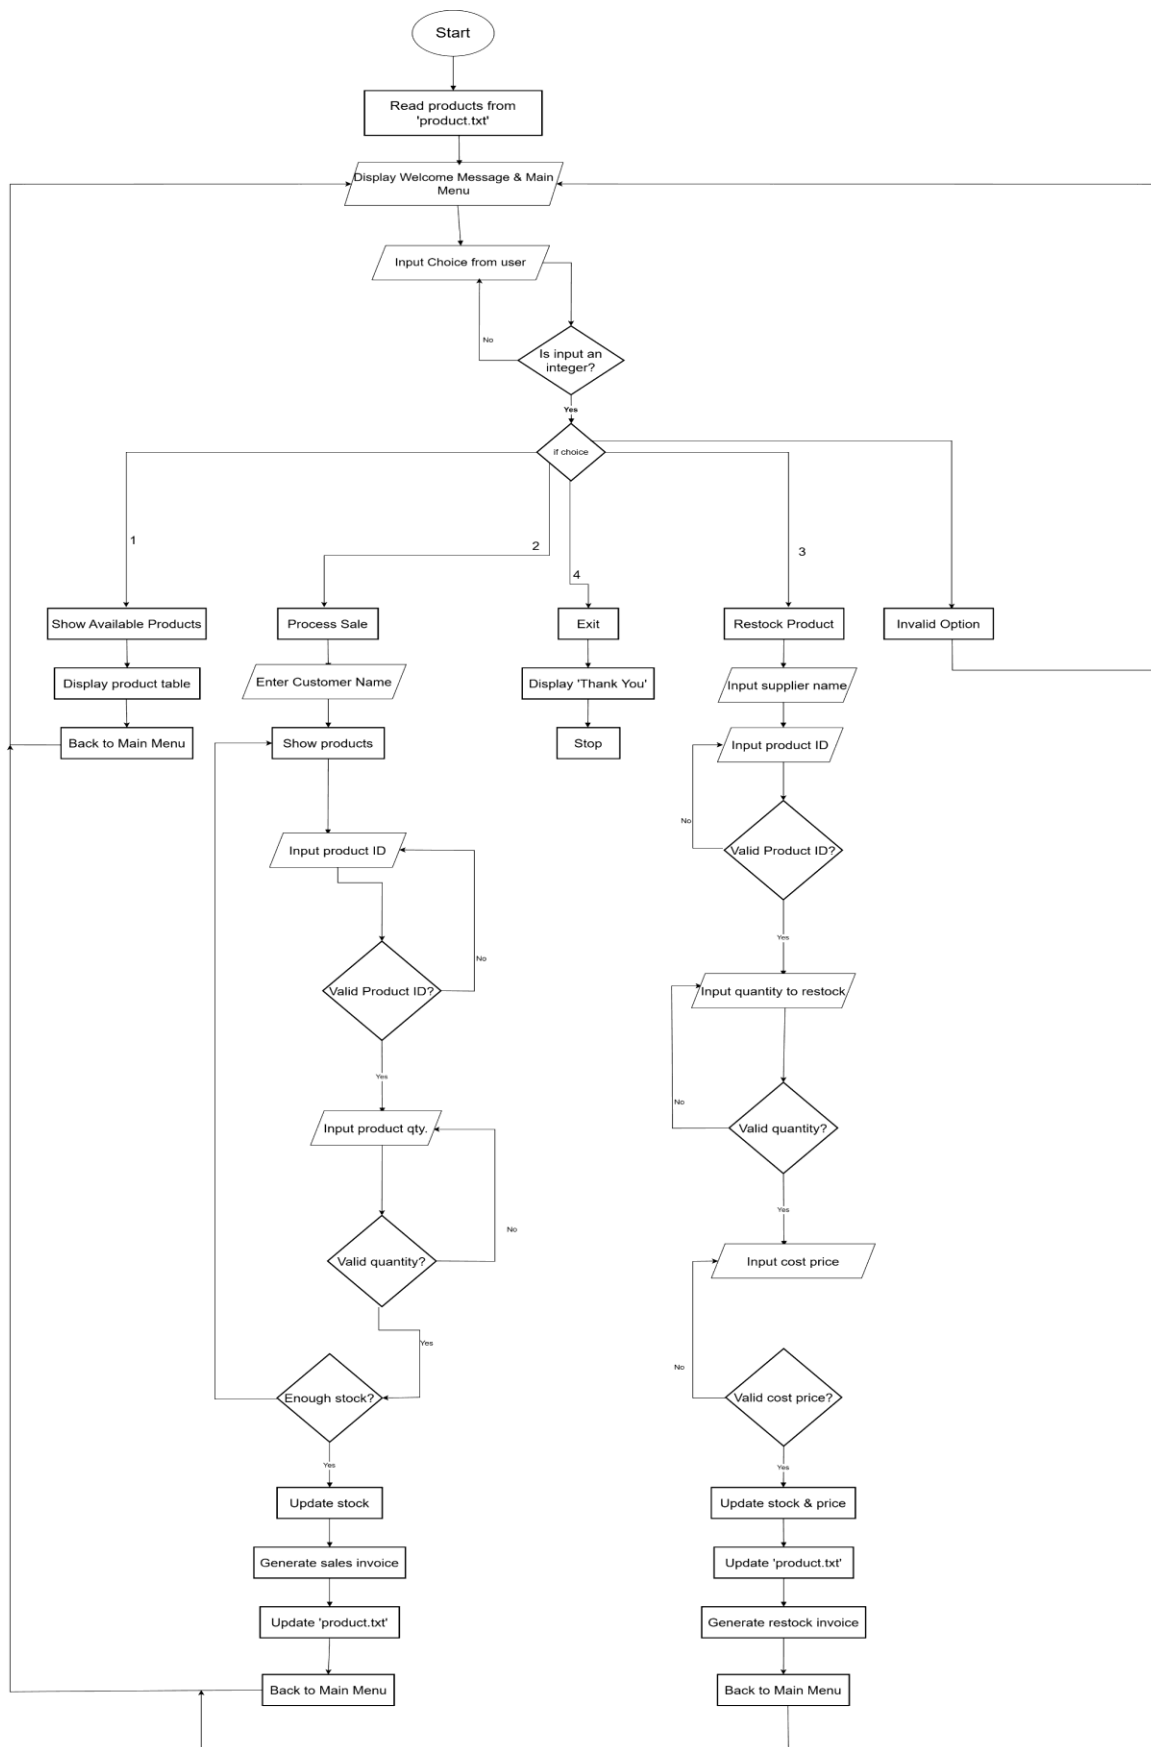 Start
Read products from
'product.txt'
Display Welcome Message & Main
Menu
Input Choice from user
No
Is input an
integer?
Yes
if choice
1
2
4
3
Show Available Products
Process Sale
Exit
Restock Product
Invalid Option
Display product table
Enter Customer Name
Display 'Thank You'
Input supplier name
Back to Main Menu
Show products
Stop
Input product ID
No
Input product ID
Valid Product ID?
No
Yes
Valid Product ID?
Input quantity to restock
Yes
No
Input product qty.
Valid quantity?
Yes
No
Valid quantity?
Input cost price
Yes
No
Enough stock?
Valid cost price?
Yes
Yes
Update stock
Update stock & price
Generate sales invoice
Update 'product.txt'
Update 'product.txt'
Generate restock invoice
Back to Main Menu
Back to Main Menu